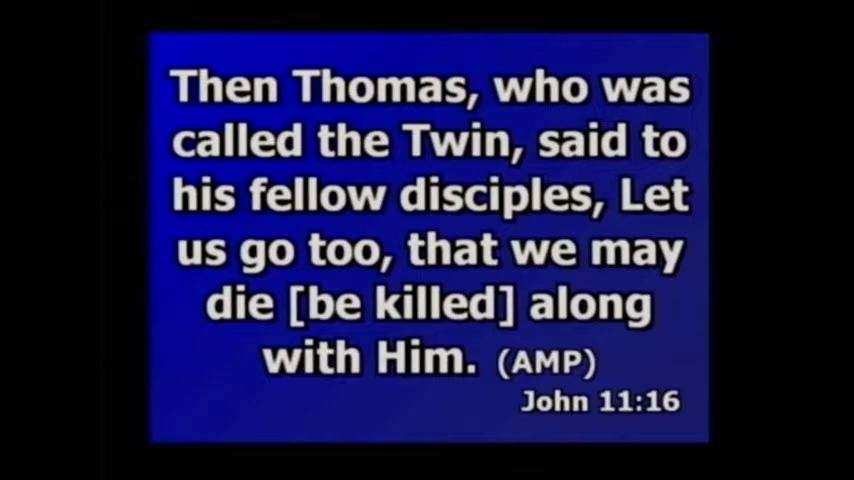 Then Thomas, who was
called the Twin, said to
his fellow disciples, Let
us go too, that we may
die [be killed] along
with Him. (AMP)
John 11:16